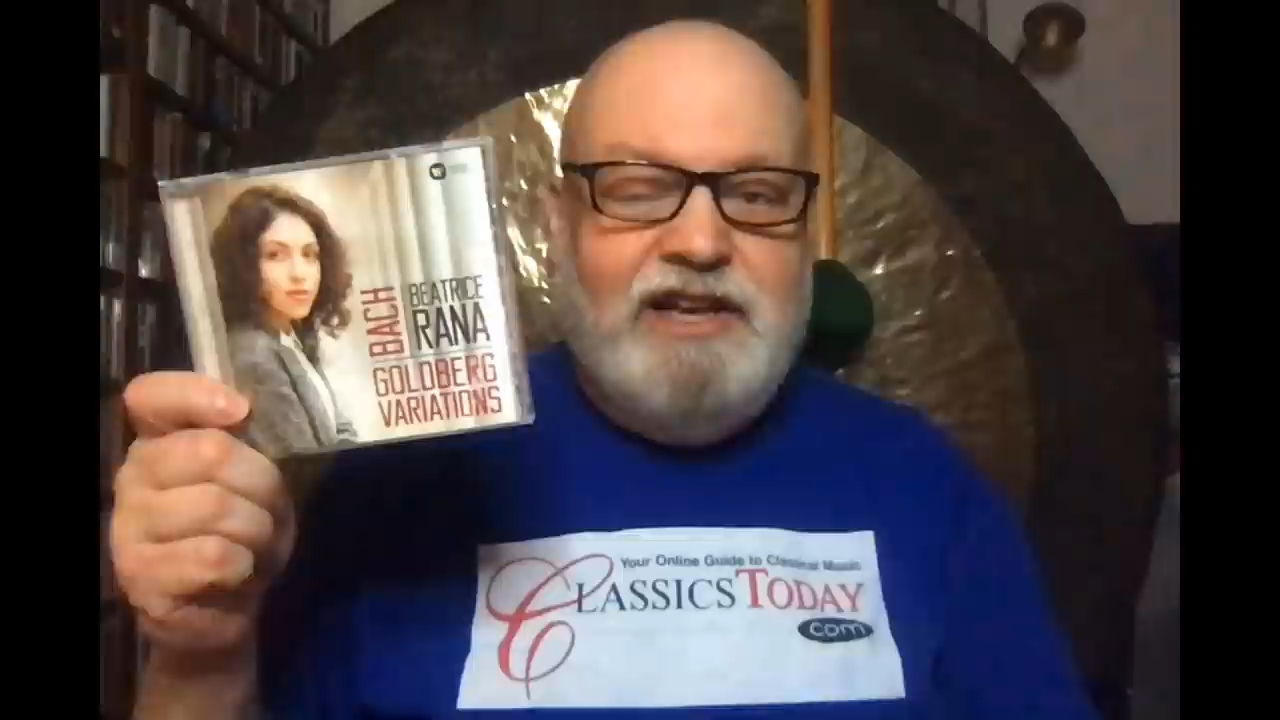 BACH
BEATRICE
RANA
GOLDBERG
VARIATIONS
Your Online Guide to Classical Music
CLASSICSTODAY
com